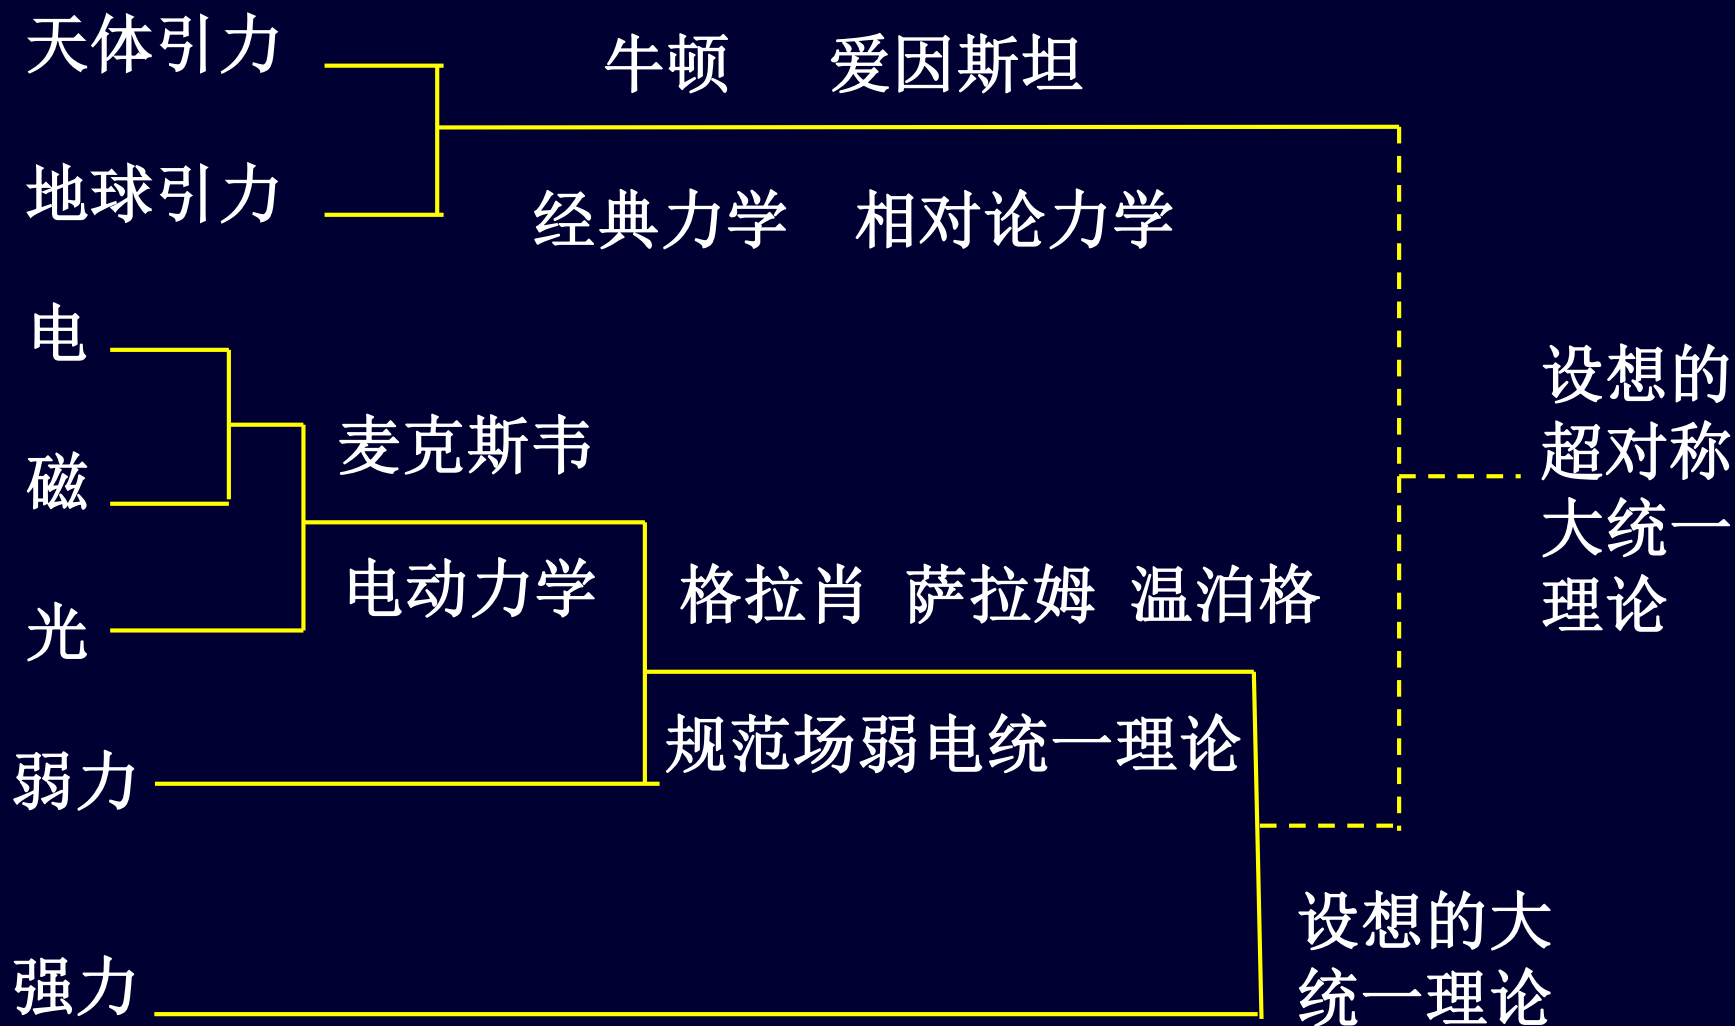 天体引力
牛顿 爱因斯坦
地球引力
经典力学 相对论力学
电
设想的
超对称
大统一
理论
麦克斯韦
磁
电动力学
格拉肖 萨拉姆 温泊格
光
规范场弱电统一理论
弱力
设想的大
统一理论
强力